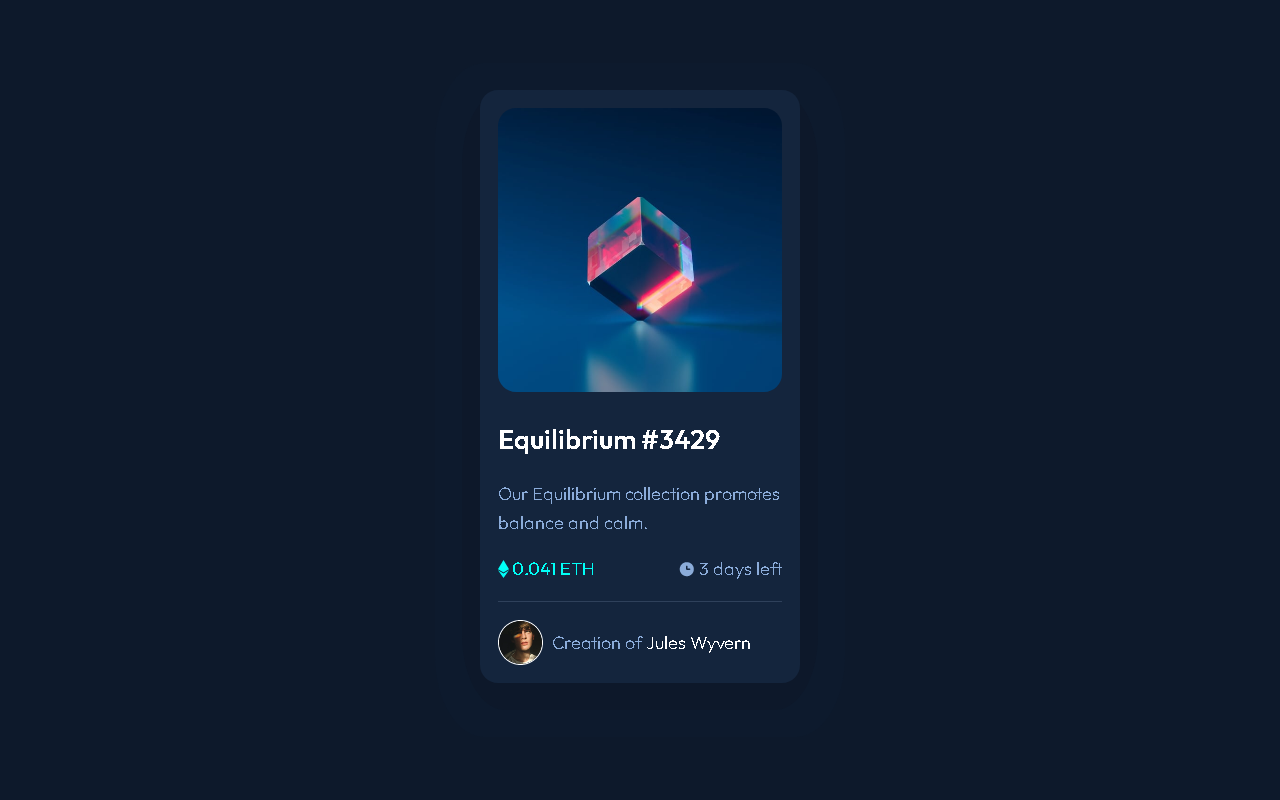 Equilibrium #3429
Our Equilibrium collection promotes
balance and calm.
0.041 ETH
3 days left
Creation of Jules Wyvern